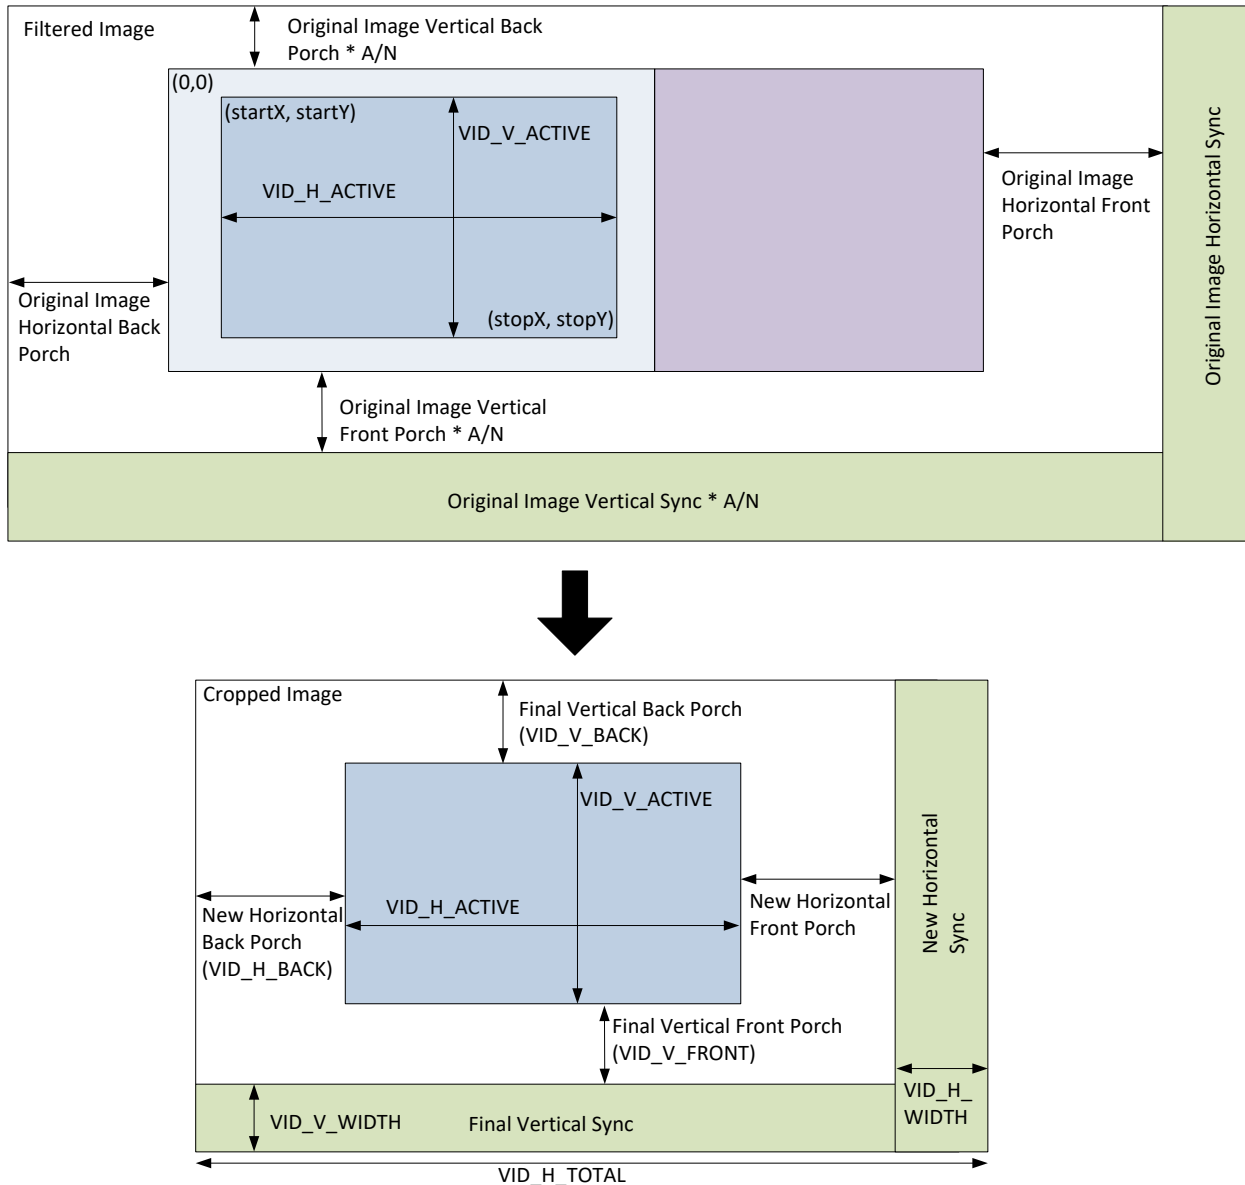 Filtered Image
Original Image Vertical Back
Porch * A/N
(0,0)
(startX, startY)
VID_V_ACTIVE
VID_H_ACTIVE
(stopX, stopY)
Original Image
Horizontal Front
Porch
Original Image Horizontal Sync
Original Image
Horizontal Back
Porch
Original Image Vertical
Front Porch * A/N
Original Image Vertical Sync * A/N
Cropped Image
Final Vertical Back Porch
(VID_V_BACK)
VID_V_ACTIVE
VID_H_ACTIVE
New Horizontal
Back Porch
(VID_H_BACK)
New Horizontal
Front Porch
New Horizontal
Sync
Final Vertical Front Porch
(VID_V_FRONT)
VID_H_
WIDTH
VID_V_WIDTH
Final Vertical Sync
VID_H_TOTAL